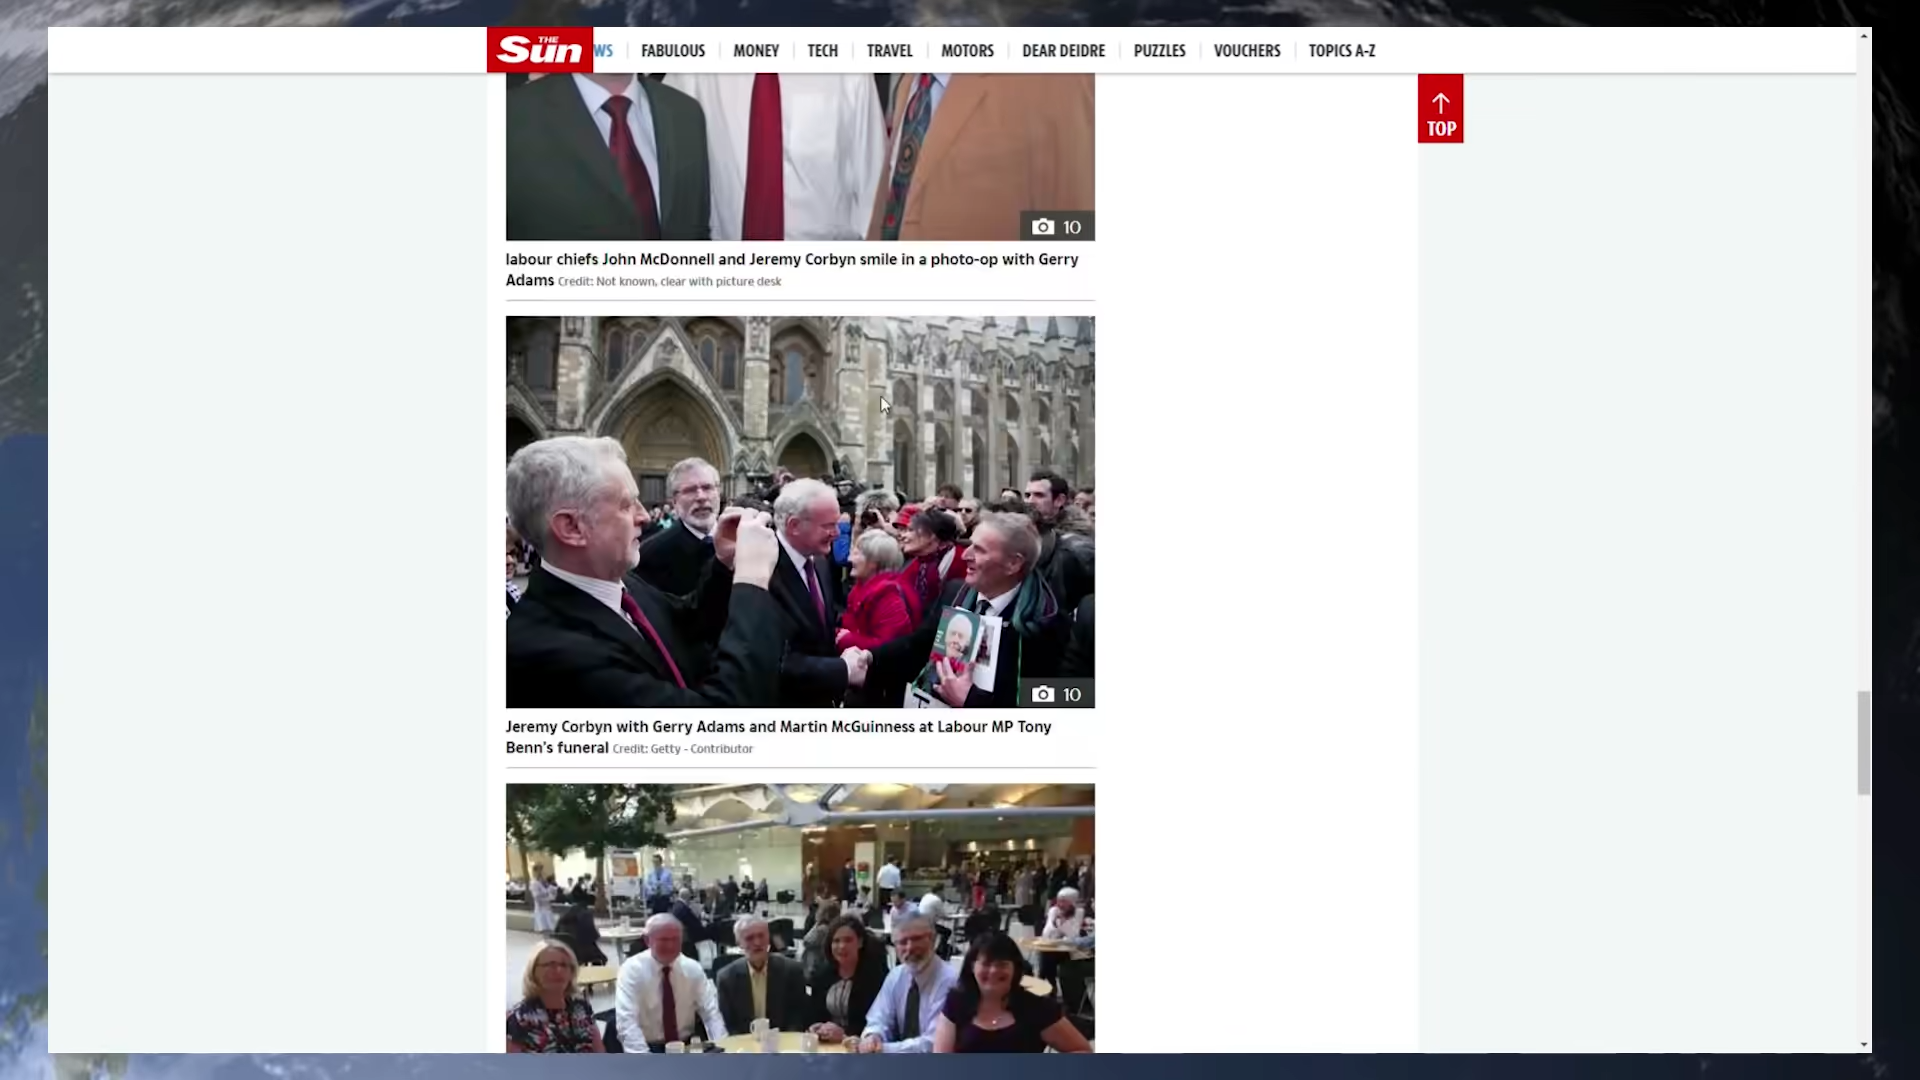 THE
Sun
WS
FABULOUS
MONEY
TECH
TRAVEL
MOTORS
DEAR DEIDRE
PUZZLES
VOUCHERS
TOPICS A-Z
TOP
10
labour chiefs John McDonnell and Jeremy Corbyn smile in a photo-op with Gerry
Adams Credit: Not known, clear with picture desk
10
Jeremy Corbyn with Gerry Adams and Martin McGuinness at Labour MP Tony
Benn's funeral Credit: Getty - Contributor